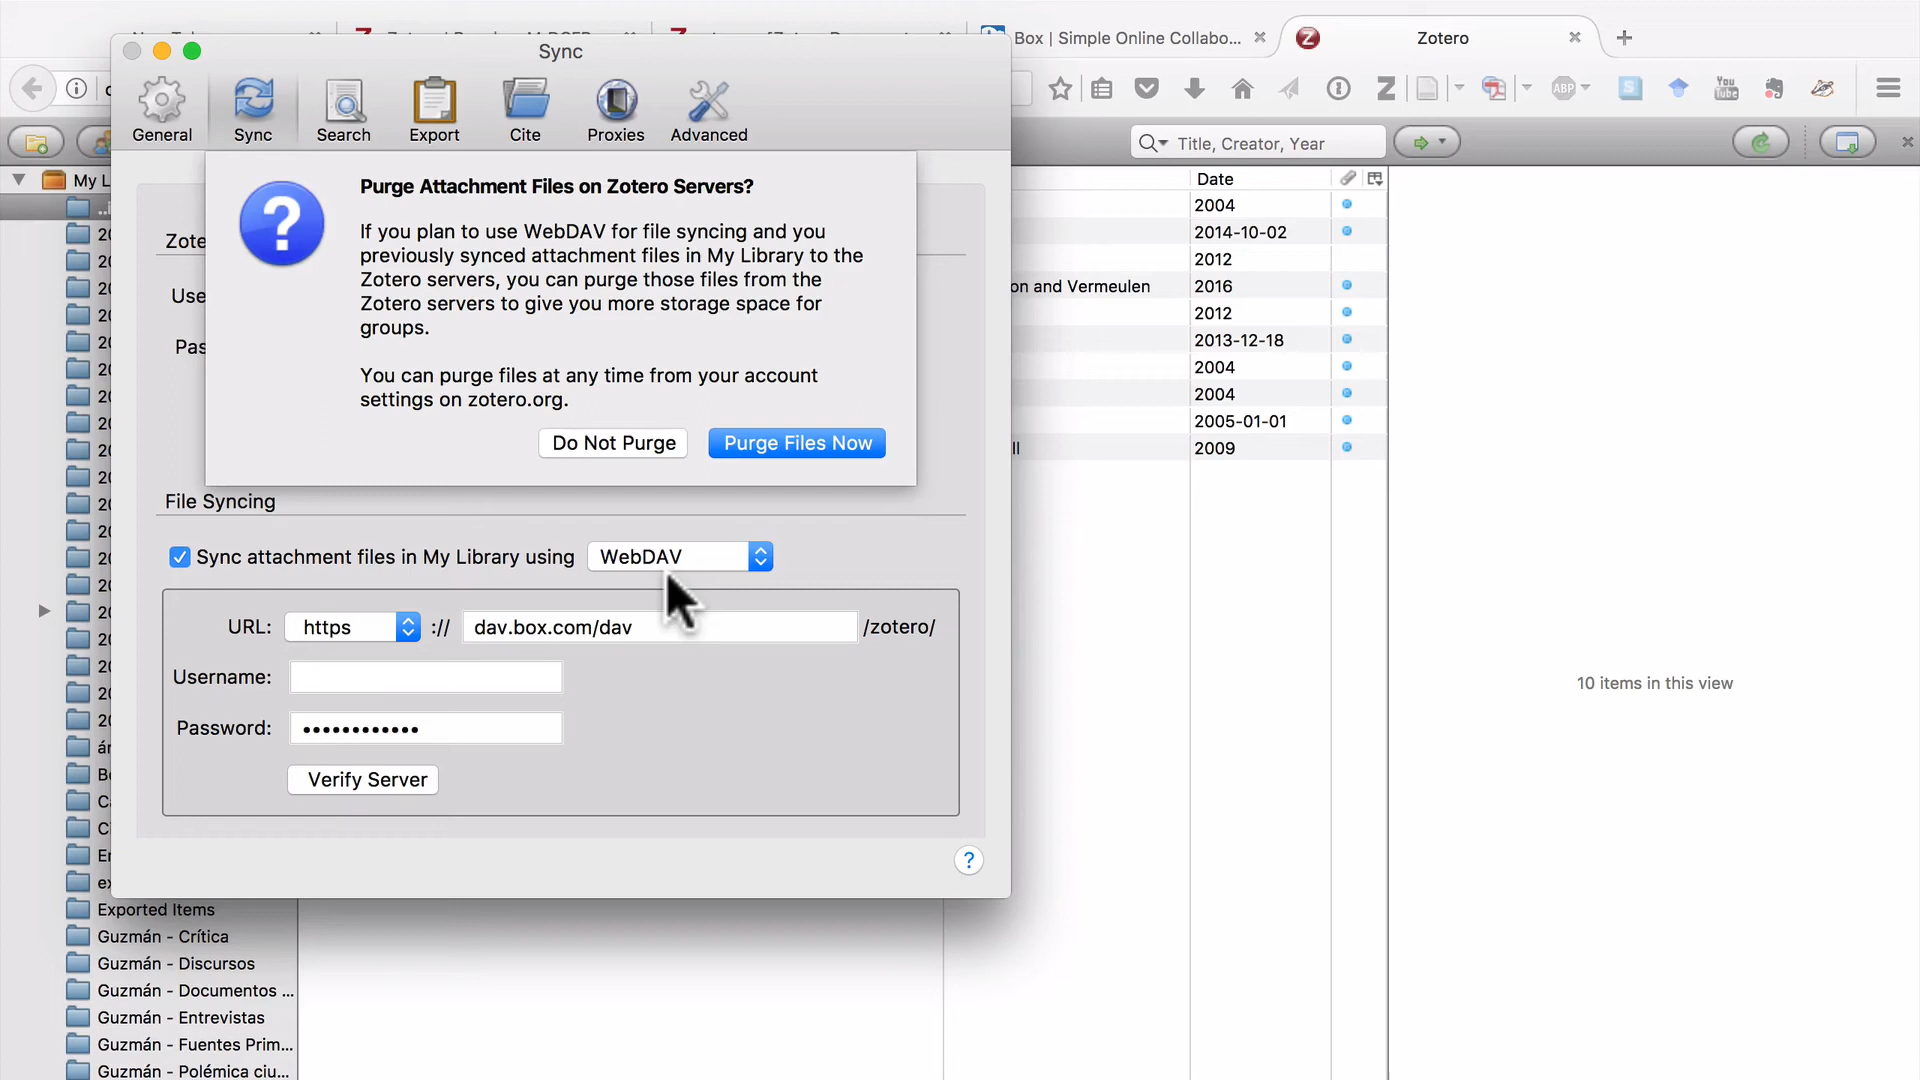 Box | Simple Online Collabo...
Zotero
Sync
General
Sync
Search
Export
Cite
Proxies
Advanced
ABP
You
Tube
Title, Creator, Year
My L
Purge Attachment Files on Zotero Servers?
If you plan to use WebDAV for file syncing and you
previously synced attachment files in My Library to the
Zotero servers, you can purge those files from the
Zotero servers to give you more storage space for
groups.
You can purge files at any time from your account
settings on zotero.org.
Do Not Purge
Purge Files Now
Zote
Use
Pas
File Syncing
Sync attachment files in My Library using
WebDAV
URL:
https
://
dav.box.com/dav
/zotero/
Username:
Password:
Verify Server
?
Date
2004
2014-10-02
2012
on and Vermeulen
2016
2012
2013-12-18
2004
2004
2005-01-01
ll
2009
10 items in this view
Exported Items
Guzmán - Crítica
Guzmán - Discursos
Guzmán - Documentos ...
Guzmán - Entrevistas
Guzmán - Fuentes Prim...
Guzmán - Polémica ciu...